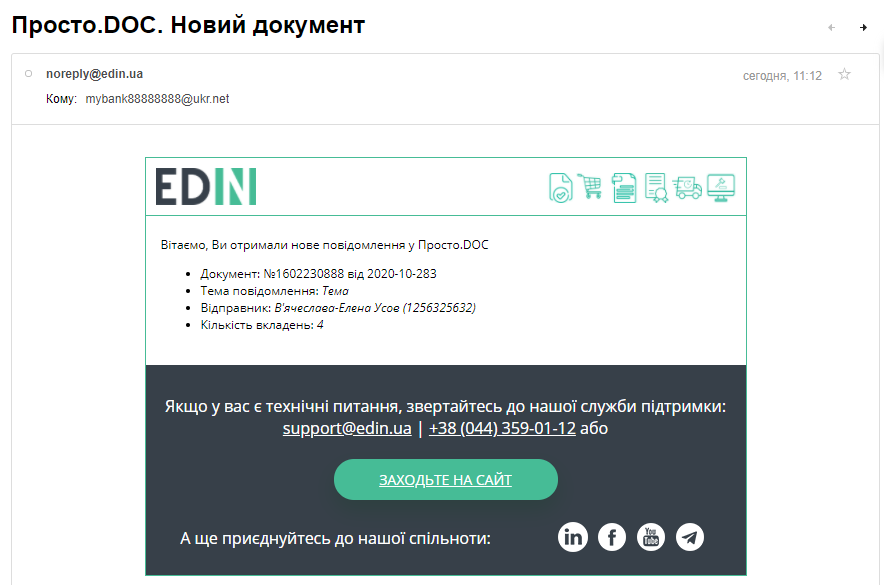 Просто.DOC. Новий документ
noreply@edin.ua
сегодня, 11:12
Кому: mybank88888888@ukr.net
EDIN
Вітаємо, Ви отримали нове повідомлення у Просто.DOC
Документ: №1602230888 від 2020-10-283
Тема повідомлення: Тема
Відправник: В'ячеслава-Елена Усов (1256325632)
Кількість вкладень: 4
Якщо у вас є технічні питання, звертайтесь до нашої служби підтримки:
support@edin.ua | +38 (044) 359-01-12 або
ЗАХОДЬТЕ НА САЙТ
А ще приєднуйтесь до нашої спільноти:
in f You Tube